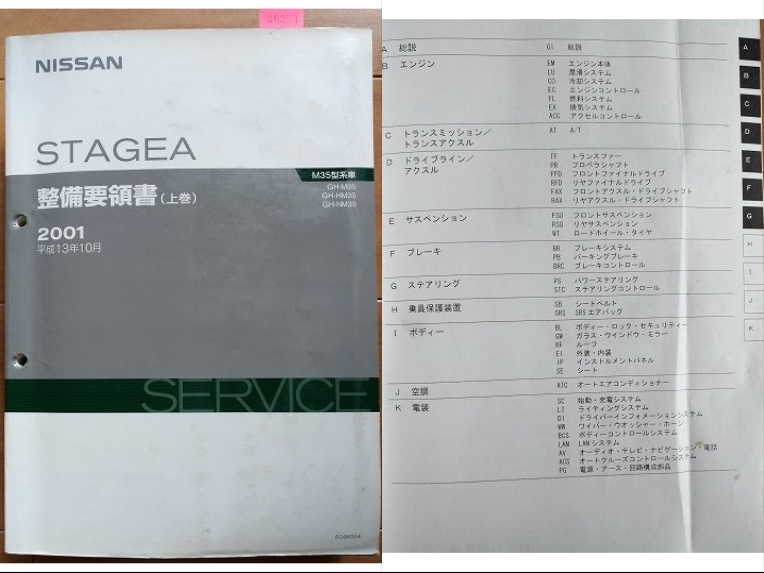 NISSAN
STAGEA
M35型系車
整備要領書(上巻)
GH-M35
GH-HM35
GH-NM35
2001
平成13年10月
SERVICE
A 総説 GI 総説
B エンジン EM エンジン本体
LU 潤滑システム
CO 冷却システム
EC エンジンコントロール
FL 燃料システム
EX 排気システム
ACC アクセルコントロール
C トランスミッション/ AT A/T
トランスアクスル
D ドライブライン/ TF トランスファー
アクスル PR プロペラシャフト
FFD フロントファイナルドライブ
RFD リヤファイナルドライブ
FAX フロントアクスル・ドライブシャフト
RAX リヤアクスル・ドライブシャフト
E サスペンション FSU フロントサスペンション
RSU リヤサスペンション
WT ロードホイール・タイヤ
F ブレーキ BR ブレーキシステム
PB パーキングブレーキ
BRC ブレーキコントロール
G ステアリング PS パワーステアリング
STC ステアリングコントロール
H 乗員保護装置 SB シートベルト
SRS SRSエアバッグ
I ボディー BL ボディー・ロック・セキュリティー
GW ガラス・ウインドウ・ミラー
RF ルーフ
EI 外装・内装
IP インストルメントパネル
SE シート
J 空調 ATC オートエアコンディショナー
K 電装 SC 始動・充電システム
LT ライティングシステム
DI ドライバーインフォメーションシステム
WW ワイパー・ウオッシャー・ホーン
BCS ボディーコントロールシステム
LAN LANシステム
AV オーディオ・テレビ・ナビゲーション・電話
ACS オートクルーズコントロールシステム
PG 電源・アース・回路構成部品
A
B
C
D
E
F
G
H
I
J
K